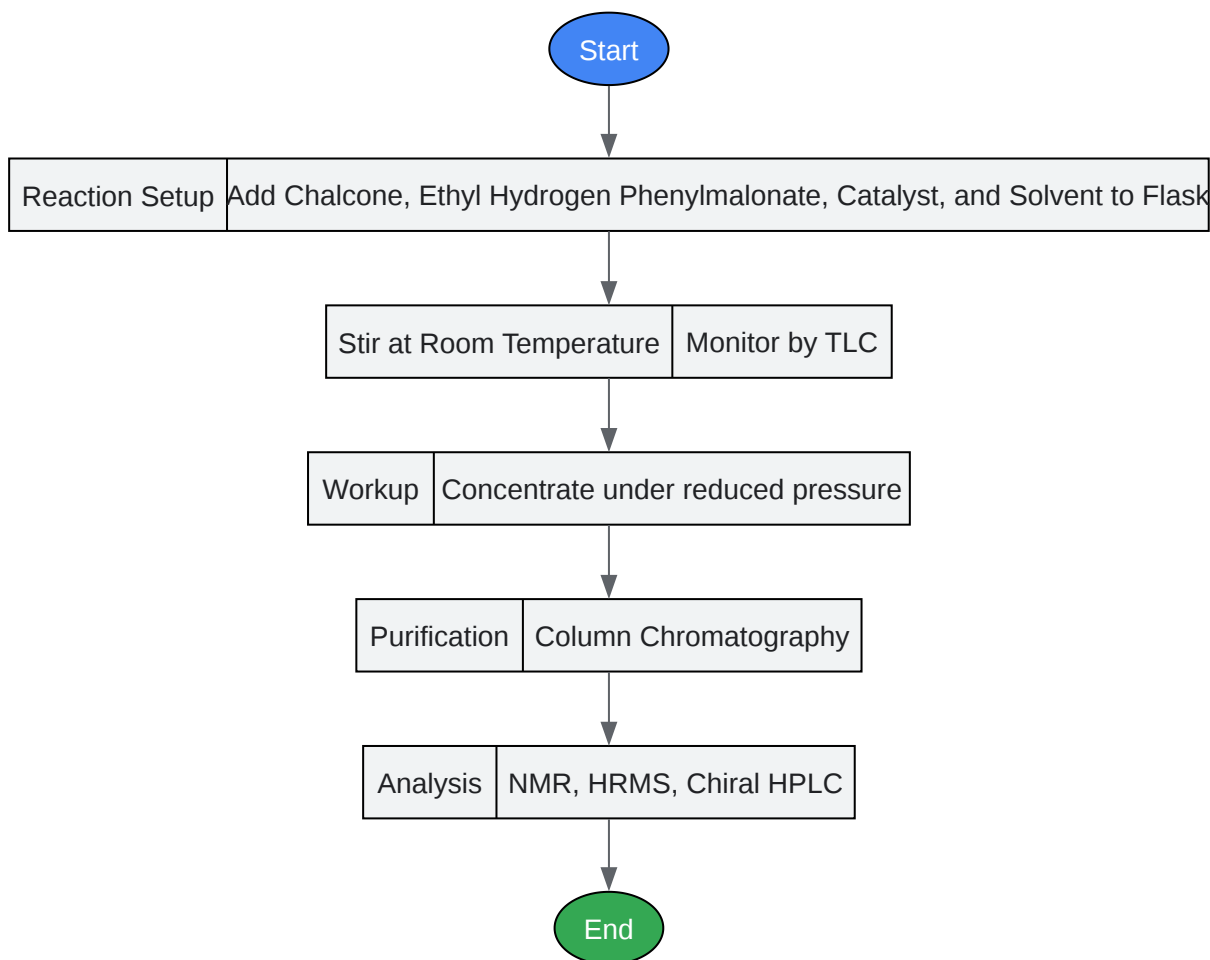 Start
Reaction Setup Add Chalcone, Ethyl Hydrogen Phenylmalonate, Catalyst, and Solvent to Flask
Stir at Room Temperature Monitor by TLC
Workup Concentrate under reduced pressure
Purification Column Chromatography
Analysis NMR, HRMS, Chiral HPLC
End